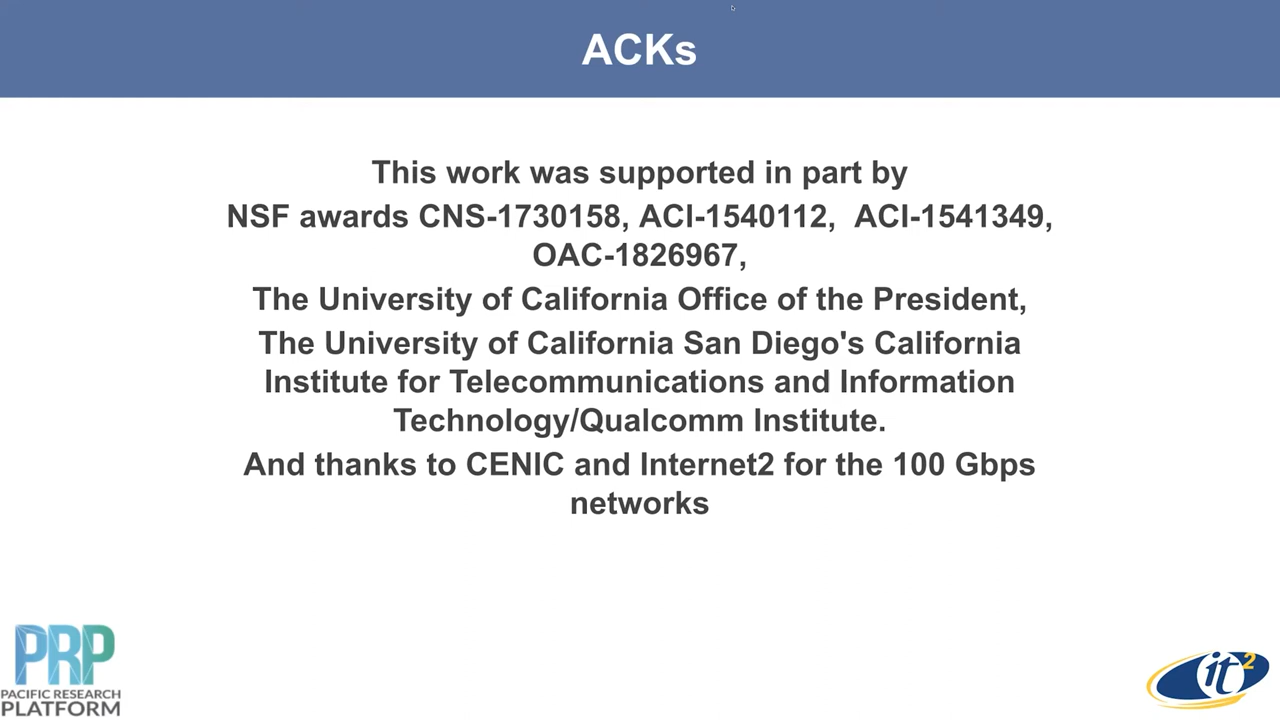 ACKs
This work was supported in part by
NSF awards CNS-1730158, ACI-1540112,  ACI-1541349,
OAC-1826967,
The University of California Office of the President,
The University of California San Diego's California
Institute for Telecommunications and Information
Technology/Qualcomm Institute.
And thanks to CENIC and Internet2 for the 100 Gbps
networks
PRP
PACIFIC RESEARCH
PLATFORM
it2